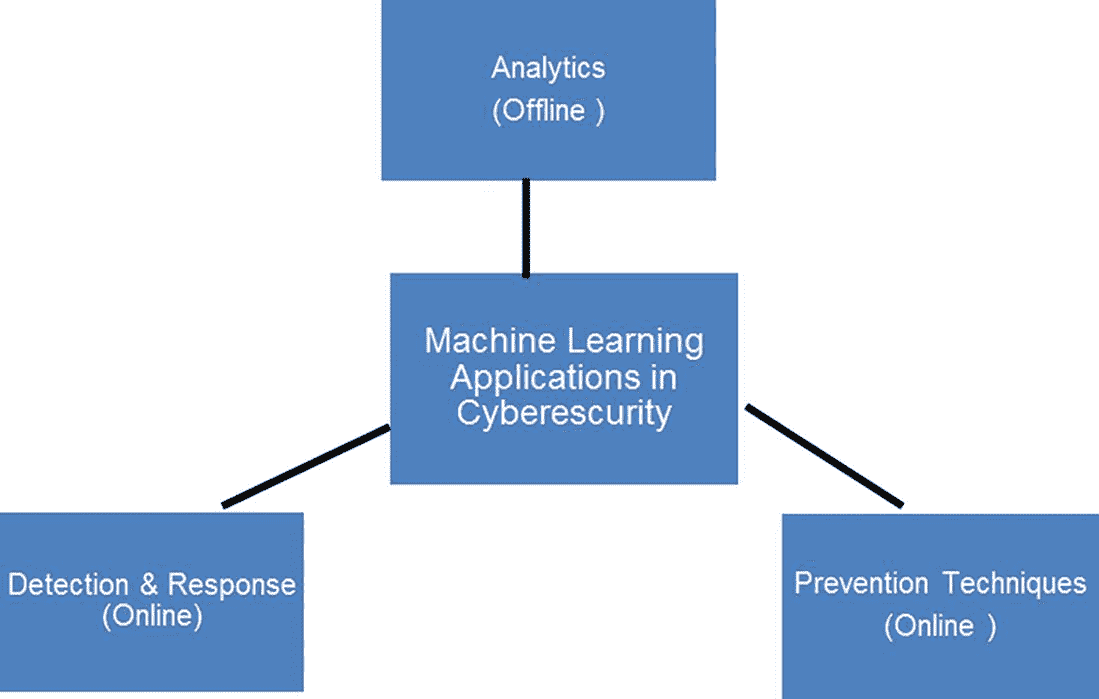 Analytics
(Offline )
Machine Learning
Applications in
Cyberescurity
Detection & Response
(Online)
Prevention Techniques
(Online )